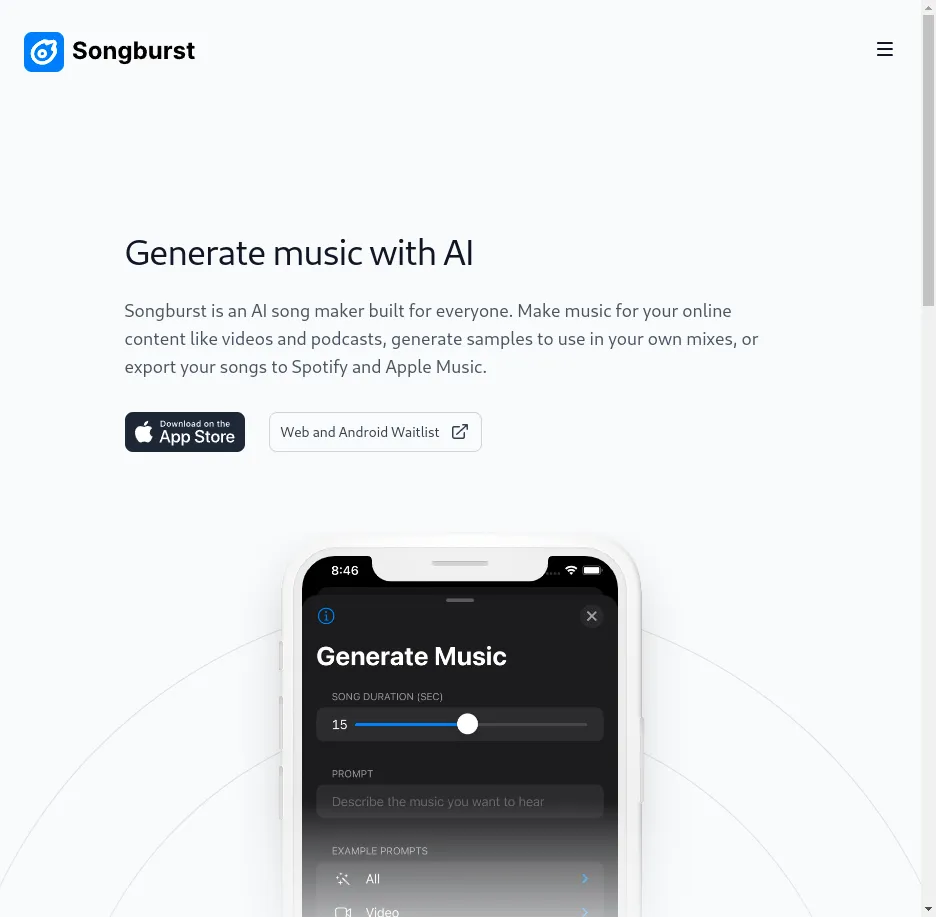 Songburst
Generate music with AI
Songburst is an AI song maker built for everyone. Make music for your online
content like videos and podcasts, generate samples to use in your own mixes, or
export your songs to Spotify and Apple Music.
Download on the
App Store
Web and Android Waitlist
8:46
Generate Music
SONG DURATION (SEC)
15
PROMPT
Describe the music you want to hear
EXAMPLE PROMPTS
All
Video